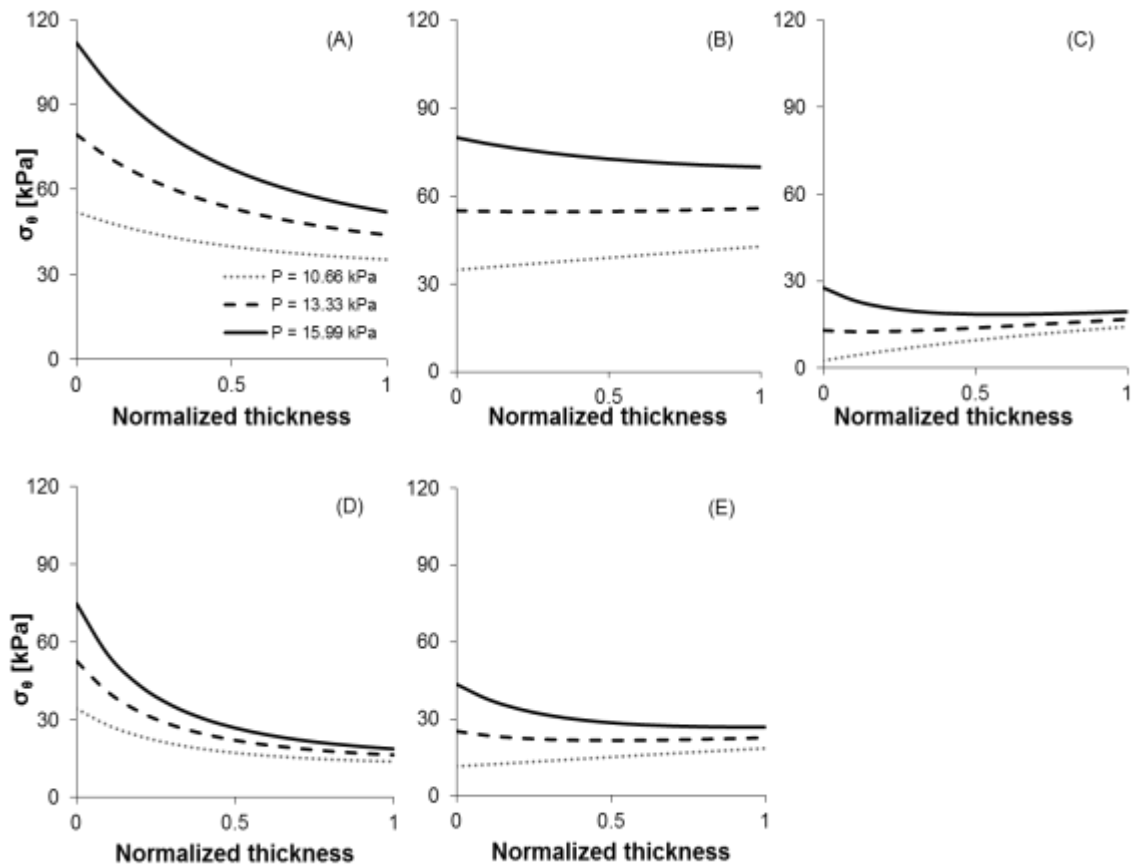 (A)
120
90
60
30
0
σθ [kPa]
P = 10.66 kPa
P = 13.33 kPa
P = 15.99 kPa
0 0.5 1
Normalized thickness
(B)
120
90
60
30
0
0 0.5 1
Normalized thickness
(C)
120
90
60
30
0
0 0.5 1
Normalized thickness
(D)
120
90
60
30
0
σθ [kPa]
0 0.5 1
Normalized thickness
(E)
120
90
60
30
0
0 0.5 1
Normalized thickness